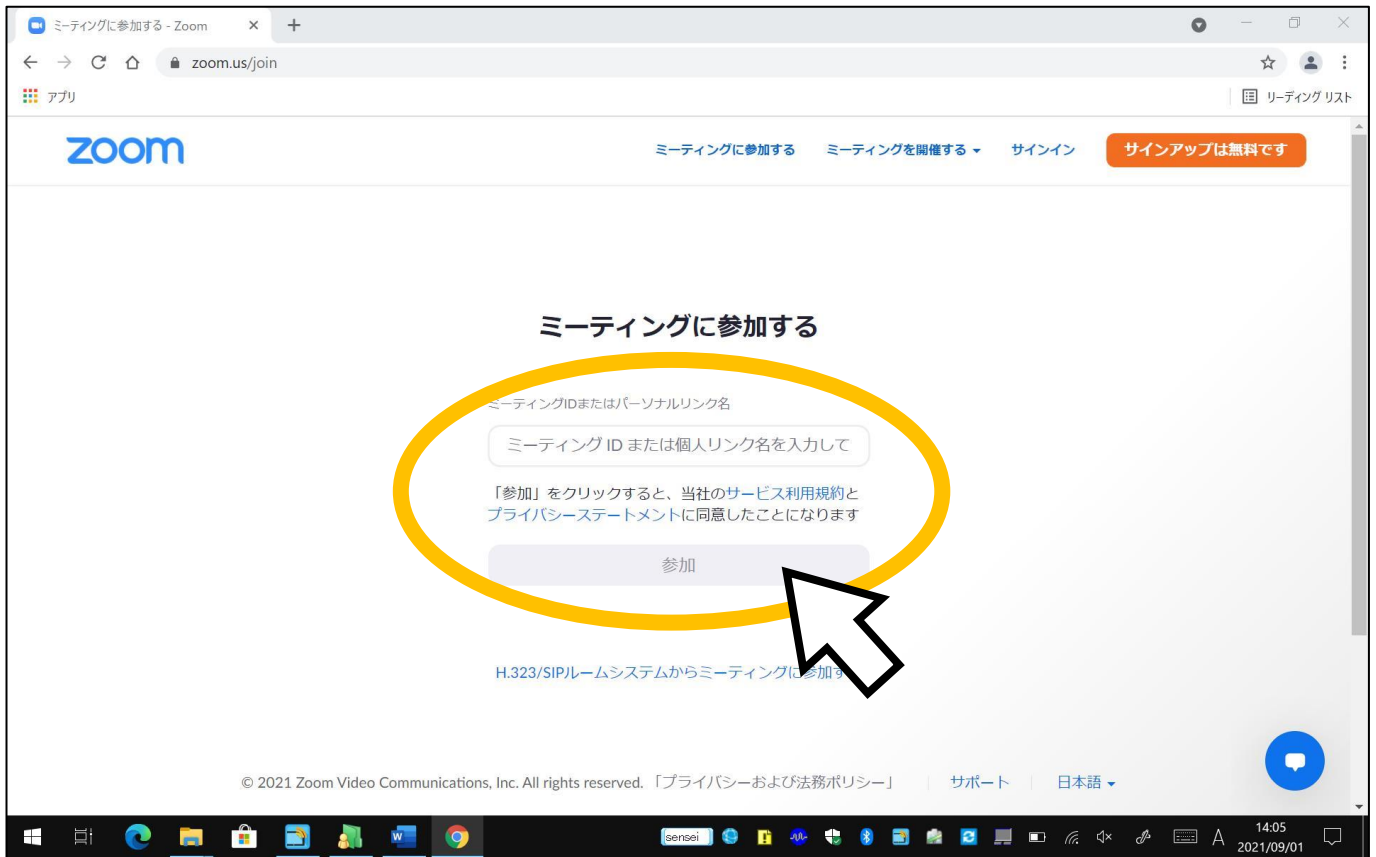 ミーティングに参加する - Zoom
zoom.us/join
アプリ
リーディング リスト
zoom
ミーティングに参加する
ミーティングを開催する
サインイン
サインアップは無料です
ミーティングに参加する
ミーティングIDまたはパーソナルリンク名
ミーティング ID または個人リンク名を入力して
「参加」をクリックすると、当社のサービス利用規約と
プライバシーステートメントに同意したことになります
参加
H.323/SIPルームシステムからミーティングに参加す
© 2021 Zoom Video Communications, Inc. All rights reserved.
「プライバシーおよび法務ポリシー」
サポート
日本語
sensei
A
14:05
2021/09/01